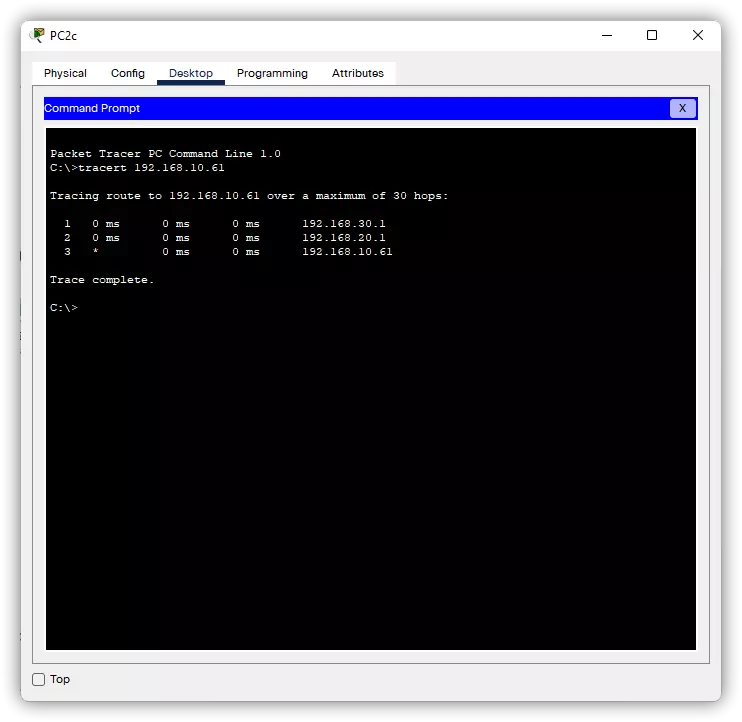 PC2c
Physical Config Desktop Programming Attributes
Command Prompt
X
Packet Tracer PC Command Line 1.0
C:\>tracert 192.168.10.61
Tracing route to 192.168.10.61 over a maximum of 30 hops:
1 0 ms 0 ms 0 ms 192.168.30.1
2 0 ms 0 ms 0 ms 192.168.20.1
3 * 0 ms 0 ms 192.168.10.61
Trace complete.
C:\>
Top